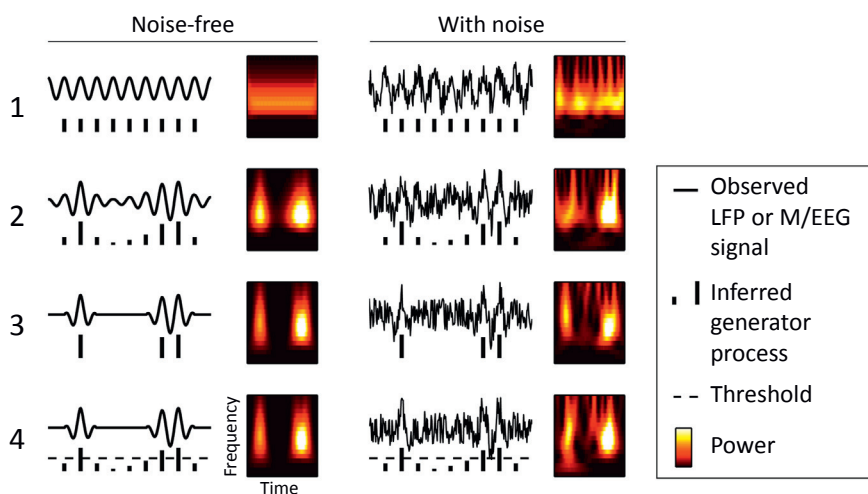 Noise-free
With noise
1
2
3
4
Frequency
Time
Observed
LFP or M/EEG
signal
Inferred
generator
process
Threshold
Power